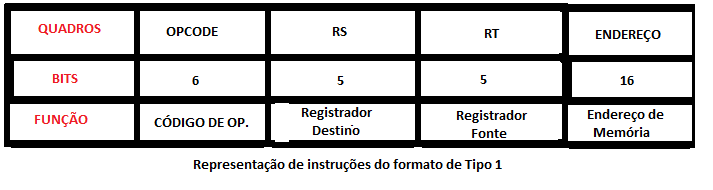 QUADROS OPCODE RS RT ENDEREÇO
BITS 6 5 5 16
FUNÇÃO CÓDIGO DE OP. Registrador Destino Registrador Fonte Endereço de Memória
Representação de instruções do formato de Tipo 1